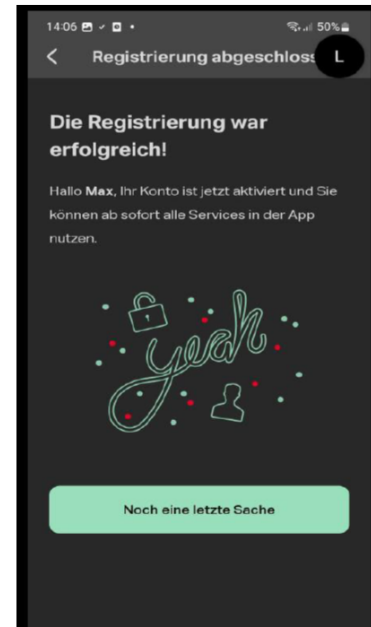 14:06
50%
Registrierung abgeschloss
L
Die Registrierung war
erfolgreich!
Hallo Max, Ihr Konto ist jetzt aktiviert und Sie
können ab sofort alle Services in der App
nutzen.
yeah
Noch eine letzte Sache